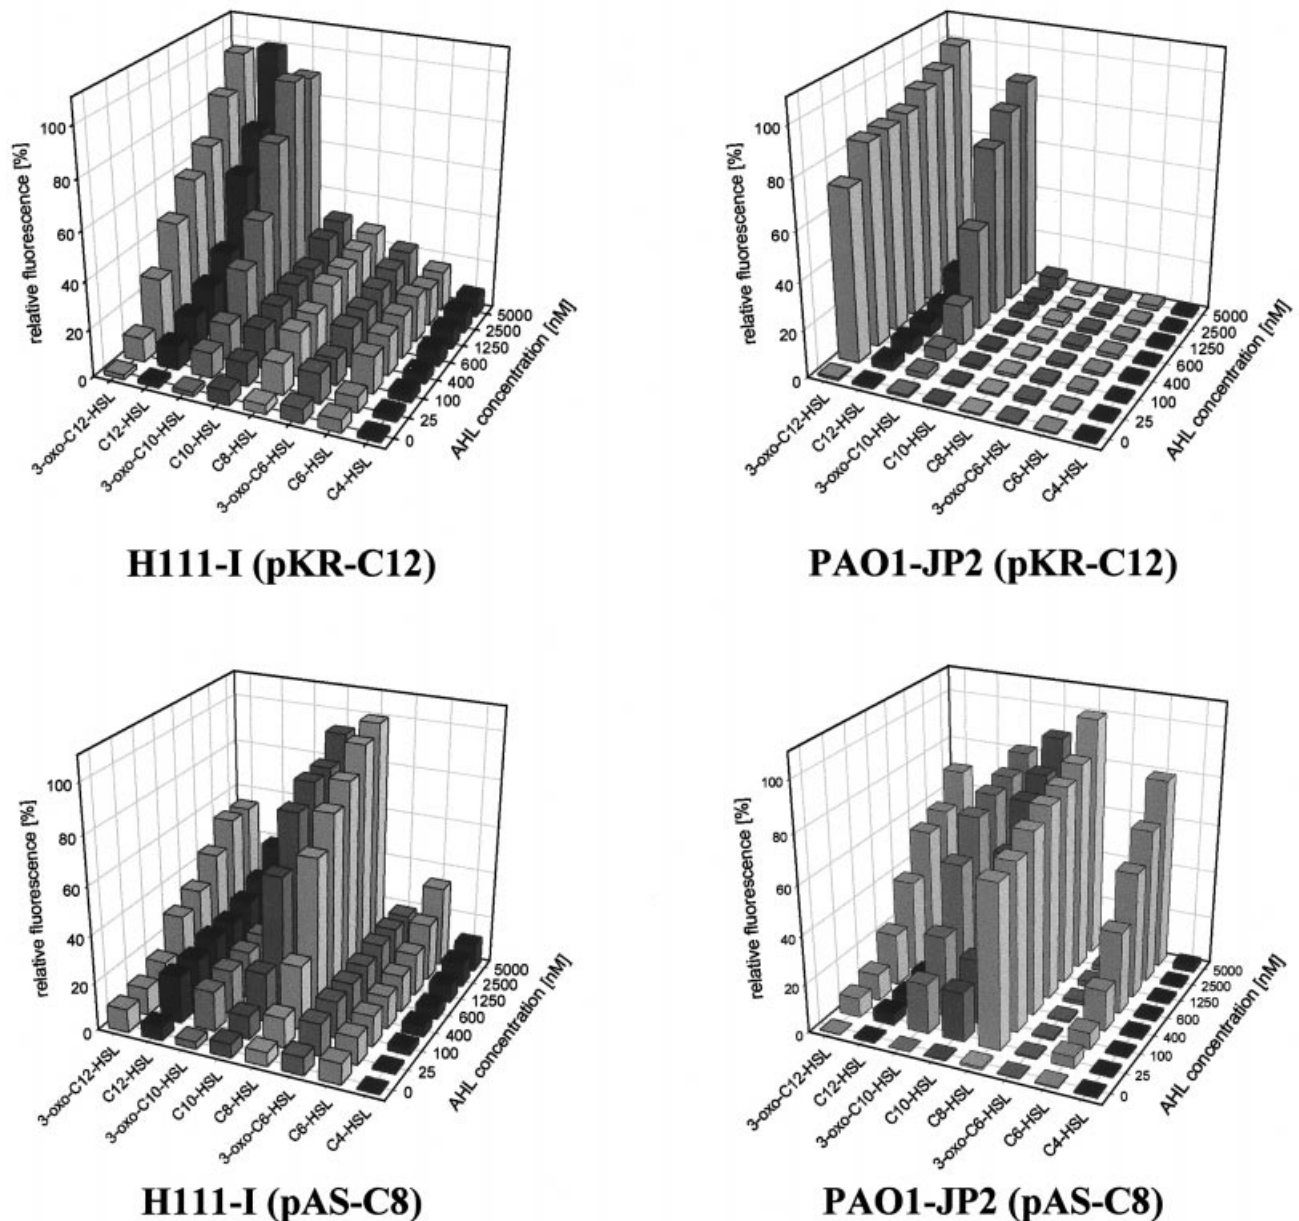 relative fluorescence [%]
100
80
60
40
20
0
3-oxo-C12-HSL
C12-HSL
3-oxo-C10-HSL
C10-HSL
C8-HSL
3-oxo-C6-HSL
C6-HSL
C4-HSL
0
25
100
400
600
1250
2500
5000
AHL concentration [nM]
H111-I (pKR-C12)
relative fluorescence [%]
100
80
60
40
20
0
3-oxo-C12-HSL
C12-HSL
3-oxo-C10-HSL
C10-HSL
C8-HSL
3-oxo-C6-HSL
C6-HSL
C4-HSL
0
25
100
400
600
1250
2500
5000
AHL concentration [nM]
PAO1-JP2 (pKR-C12)
relative fluorescence [%]
100
80
60
40
20
0
3-oxo-C12-HSL
C12-HSL
3-oxo-C10-HSL
C10-HSL
C8-HSL
3-oxo-C6-HSL
C6-HSL
C4-HSL
0
25
100
400
600
1250
2500
5000
AHL concentration [nM]
H111-I (pAS-C8)
relative fluorescence [%]
100
80
60
40
20
0
3-oxo-C12-HSL
C12-HSL
3-oxo-C10-HSL
C10-HSL
C8-HSL
3-oxo-C6-HSL
C6-HSL
C4-HSL
0
25
100
400
600
1250
2500
5000
AHL concentration [nM]
PAO1-JP2 (pAS-C8)